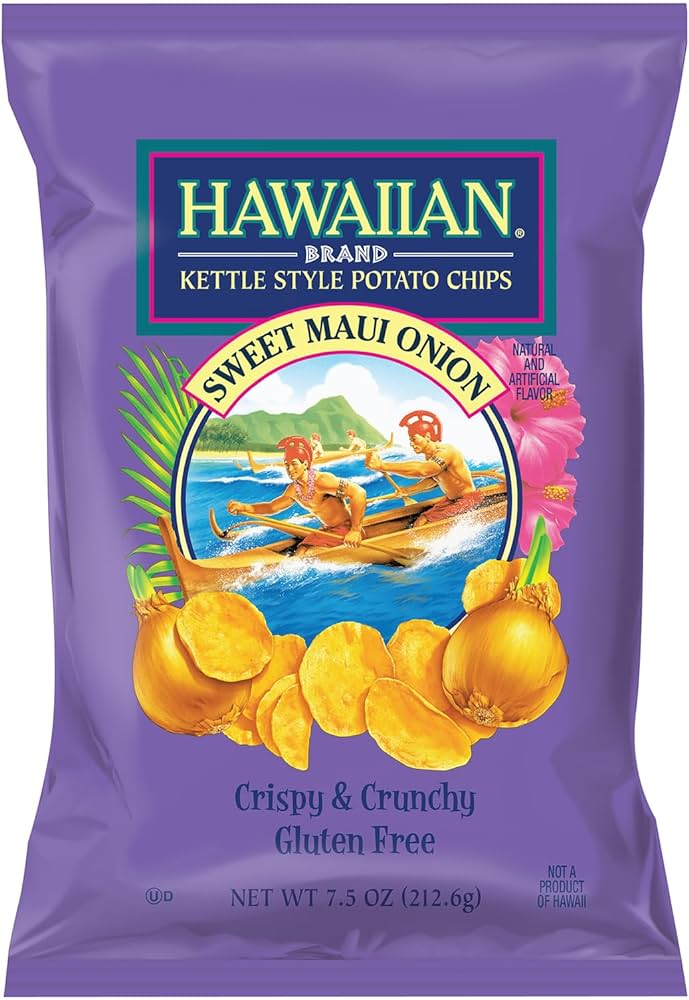 HAWAIIAN®
BRAND
KETTLE STYLE POTATO CHIPS
SWEET MAUI ONION
NATURAL
AND
ARTIFICIAL
FLAVOR
Crispy & Crunchy
Gluten Free
NOT A
PRODUCT
OF HAWAII
U D
NET WT 7.5 OZ (212.6g)